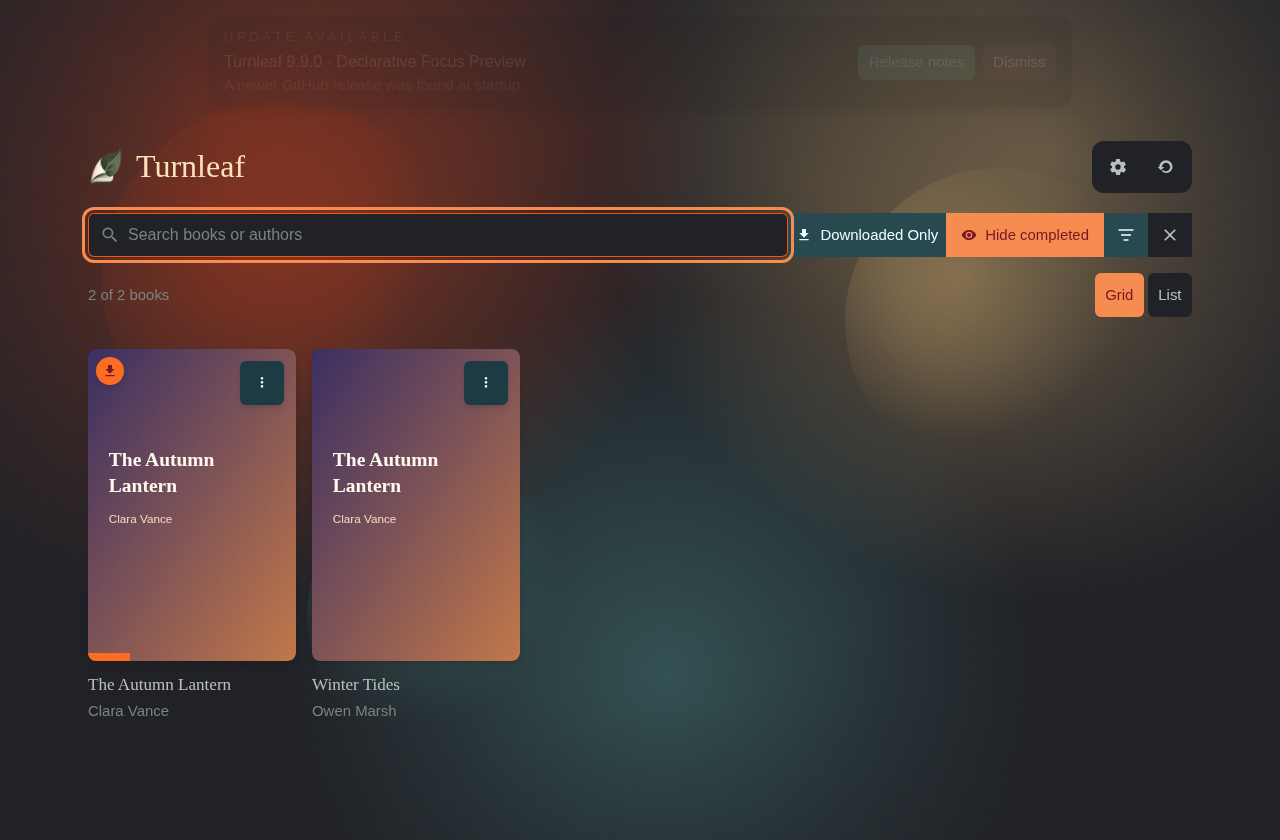 UPDATE AVAILABLE
Turnleaf 9.9.0 · Declarative Focus Preview
A newer GitHub release was found at startup.
Release notes
Dismiss
Turnleaf
Search books or authors
Downloaded Only
Hide completed
2 of 2 books
Grid
List
The Autumn
Lantern
Clara Vance
The Autumn
Lantern
Clara Vance
The Autumn Lantern
Clara Vance
Winter Tides
Owen Marsh